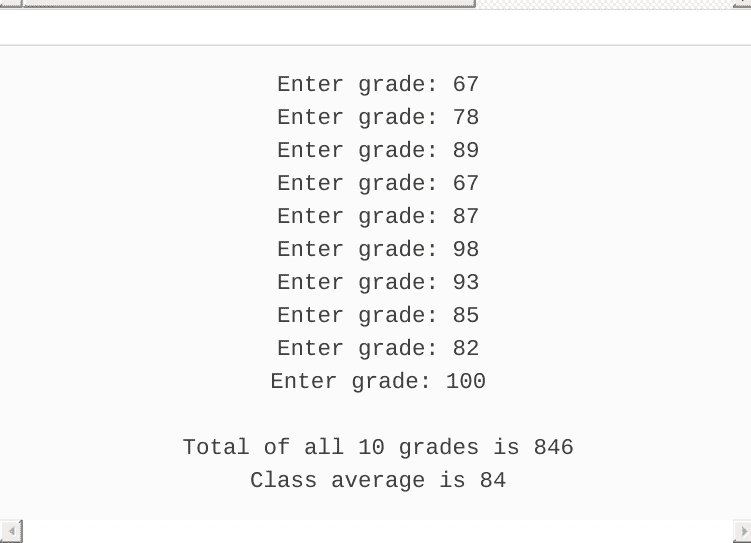 Enter grade: 67
Enter grade: 78
Enter grade: 89
Enter grade: 67
Enter grade: 87
Enter grade: 98
Enter grade: 93
Enter grade: 85
Enter grade: 82
Enter grade: 100
Total of all 10 grades is 846
Class average is 84